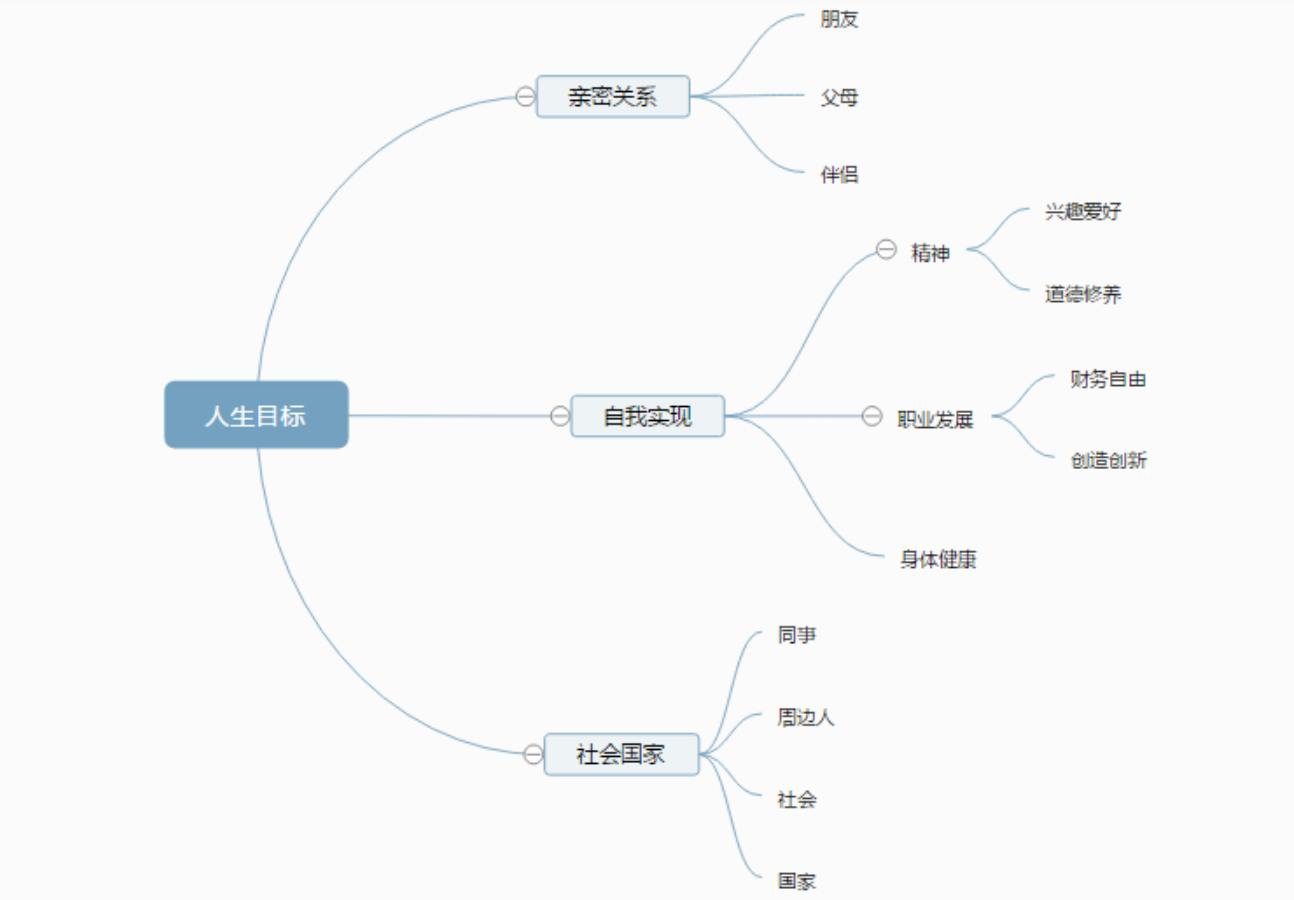 人生目标
亲密关系
朋友
父母
伴侣
自我实现
精神
兴趣爱好
道德修养
职业发展
财务自由
创造创新
身体健康
社会国家
同事
周边人
社会
国家